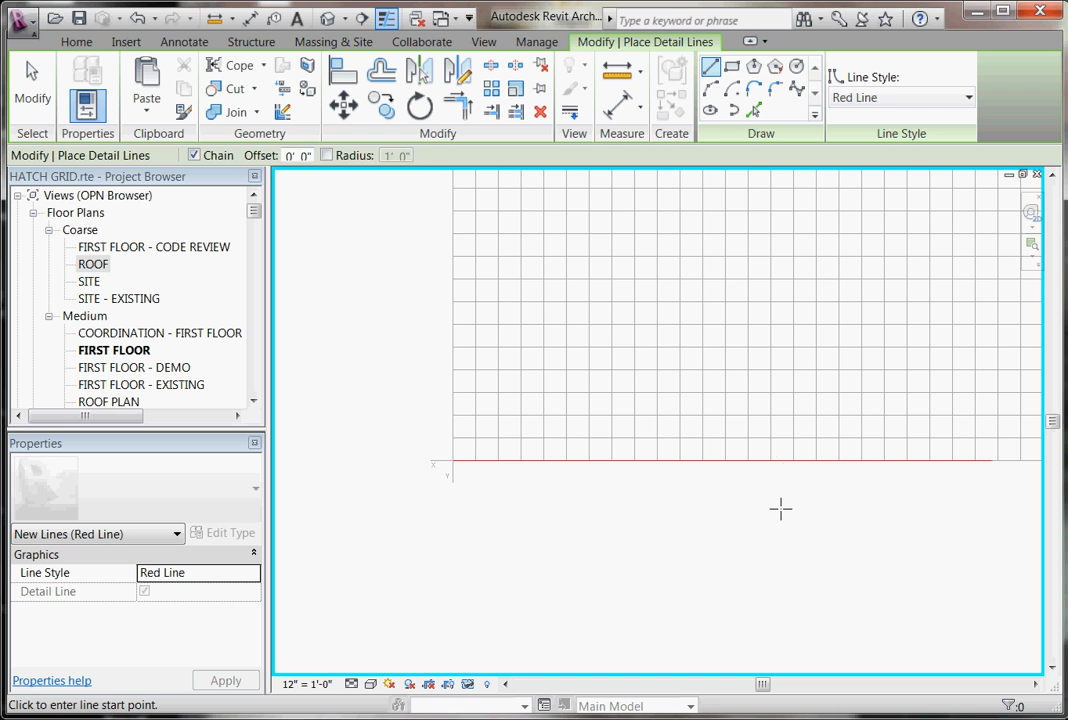 Autodesk Revit Arch...
Type a keyword or phrase
Home Insert Annotate Structure Massing & Site Collaborate View Manage Modify | Place Detail Lines
Modify
Paste
Cope
Cut
Join
Line Style:
Red Line
Select Properties Clipboard Geometry Modify View Measure Create Draw Line Style
Modify | Place Detail Lines Chain Offset: 0' 0" Radius: 1' 0"
HATCH GRID.rte - Project Browser
Views (OPN Browser)
Floor Plans
Coarse
FIRST FLOOR - CODE REVIEW
ROOF
SITE
SITE - EXISTING
Medium
COORDINATION - FIRST FLOOR
FIRST FLOOR
FIRST FLOOR - DEMO
FIRST FLOOR - EXISTING
ROOF PLAN
X
Y
Properties
New Lines (Red Line) Edit Type
Graphics
Line Style Red Line
Detail Line
Properties help Apply
12" = 1'-0"
Click to enter line start point. Main Model :0